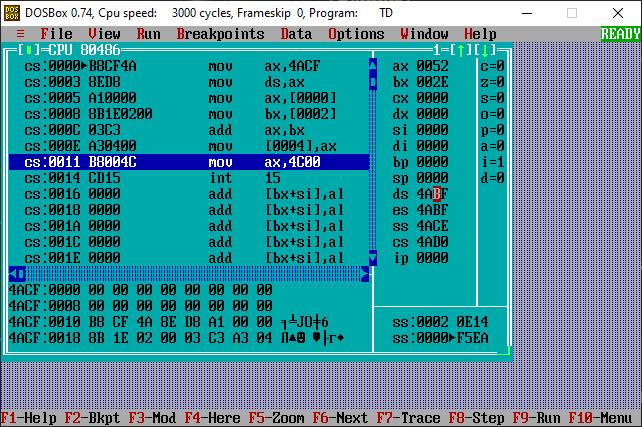 DOSBox 0.74, Cpu speed: 3000 cycles, Frameskip 0, Program: TD
≡ File View Run Breakpoints Data Options Window Help READY
[■]=CPU 80486 1=[↑][↓]
cs:0000►B8CF4A mov ax,4ACF ax 0052 c=0
cs:0003 8ED8 mov ds,ax bx 002E z=0
cs:0005 A10000 mov ax,[0000] cx 0000 s=0
cs:0008 8B1E0200 mov bx,[0002] dx 0000 o=0
cs:000C 03C3 add ax,bx si 0000 p=0
cs:000E A30400 mov [0004],ax di 0000 a=0
cs:0011 B8004C mov ax,4C00 bp 0000 i=1
cs:0014 CD15 int 15 sp 0000 d=0
cs:0016 0000 add [bx+si],al ds 4ABF
cs:0018 0000 add [bx+si],al es 4ABF
cs:001A 0000 add [bx+si],al ss 4ACE
cs:001C 0000 add [bx+si],al cs 4AD0
cs:001E 0000 add [bx+si],al ip 0000
4ACF:0000 00 00 00 00 00 00 00 00
4ACF:0008 00 00 00 00 00 00 00 00
4ACF:0010 B8 CF 4A 8E D8 A1 00 00 ╕╧JÄ╪í ss:0002 0E14
4ACF:0018 8B 1E 02 00 03 C3 A3 04 ï▲☻ ♥├ú♦ ss:0000►F5EA
F1-Help F2-Bkpt F3-Mod F4-Here F5-Zoom F6-Next F7-Trace F8-Step F9-Run F10-Menu